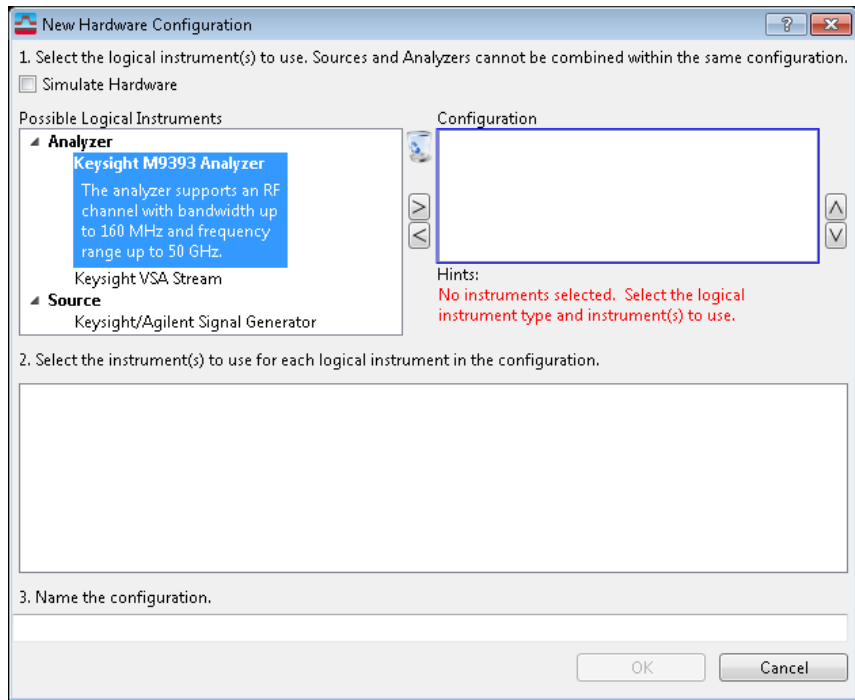 New Hardware Configuration
1. Select the logical instrument(s) to use. Sources and Analyzers cannot be combined within the same configuration.
Simulate Hardware
Possible Logical Instruments
Configuration
Analyzer
Keysight M9393 Analyzer
The analyzer supports an RF
channel with bandwidth up
to 160 MHz and frequency
range up to 50 GHz.
Keysight VSA Stream
Source
Keysight/Agilent Signal Generator
Hints:
No instruments selected. Select the logical
instrument type and instrument(s) to use.
2. Select the instrument(s) to use for each logical instrument in the configuration.
3. Name the configuration.
OK
Cancel